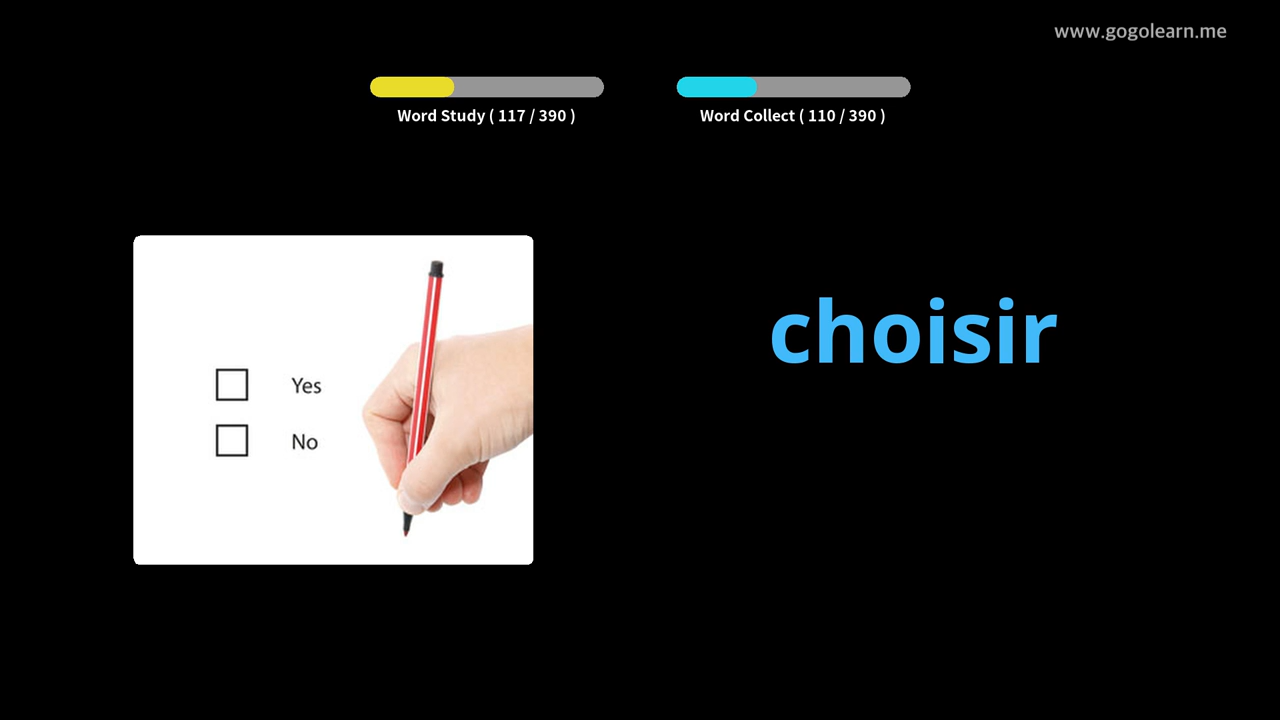 www.gogolearn.me
Word Study ( 117 / 390 )
Word Collect ( 110 / 390 )
choisir
Yes
No